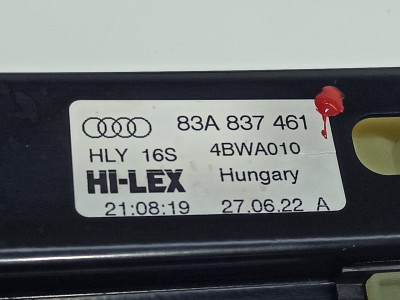 83A 837 461
HLY 16S 4BWA010
HI-LEX Hungary
21:08:19 27.06.22 A